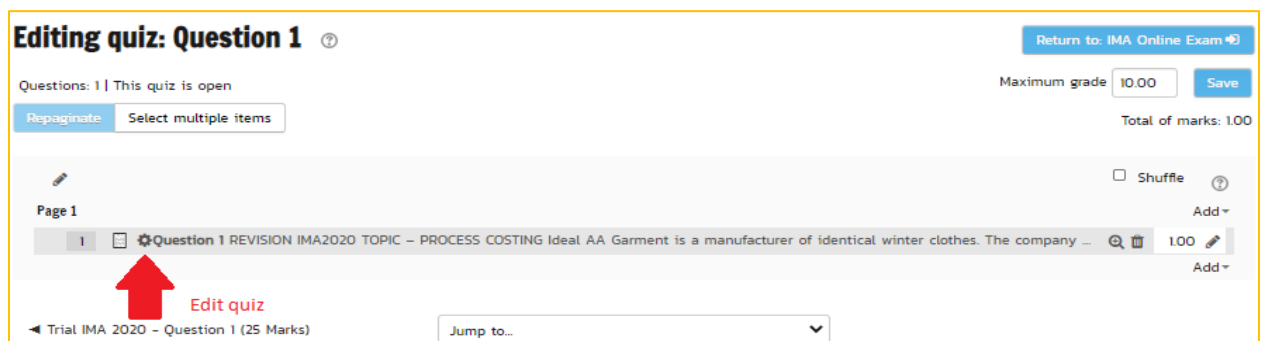 Editing quiz: Question 1
Return to: IMA Online Exam
Questions: 1 | This quiz is open
Maximum grade 10.00 Save
Repaginate Select multiple items
Total of marks: 1.00
Shuffle
Page 1
Add
1 Question 1 REVISION IMA2020 TOPIC – PROCESS COSTING Ideal AA Garment is a manufacturer of identical winter clothes. The company ... 1.00
Add
Edit quiz
◄ Trial IMA 2020 - Question 1 (25 Marks) Jump to...